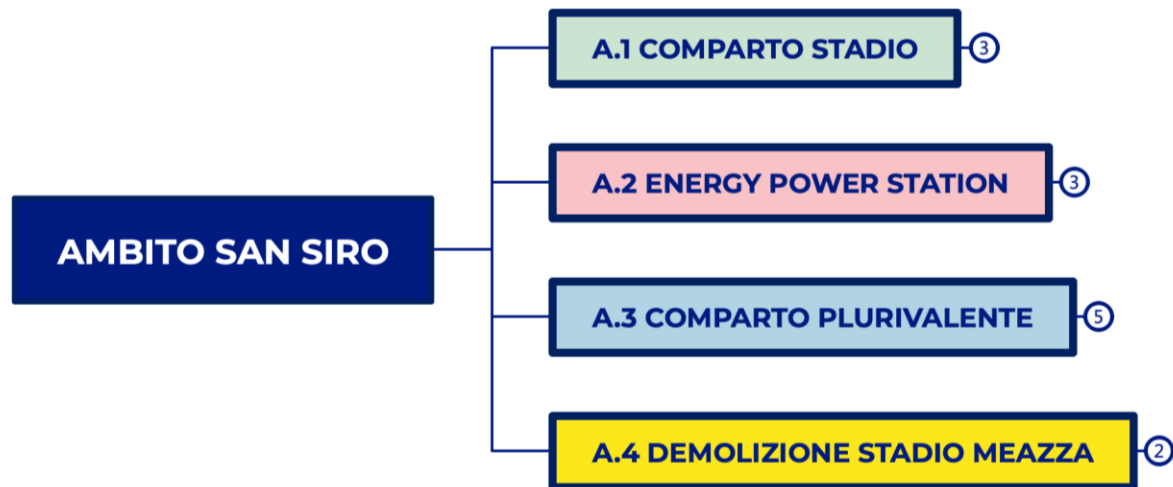 A.1 COMPARTO STADIO 3
A.2 ENERGY POWER STATION 3
AMBITO SAN SIRO
A.3 COMPARTO PLURIVALENTE 5
A.4 DEMOLIZIONE STADIO MEAZZA 2